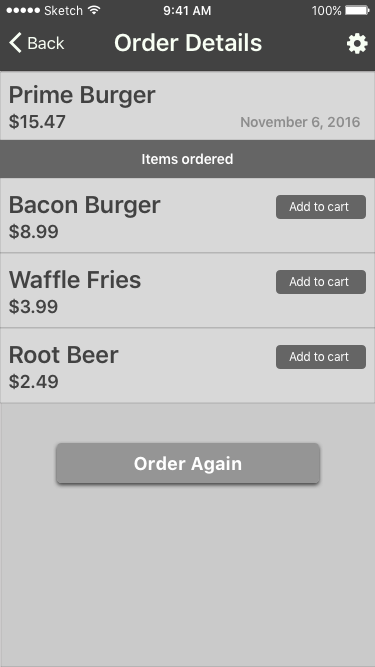 Sketch 9:41 AM 100%
Back Order Details
Prime Burger
$15.47 November 6, 2016
Items ordered
Bacon Burger Add to cart
$8.99
Waffle Fries Add to cart
$3.99
Root Beer Add to cart
$2.49
Order Again